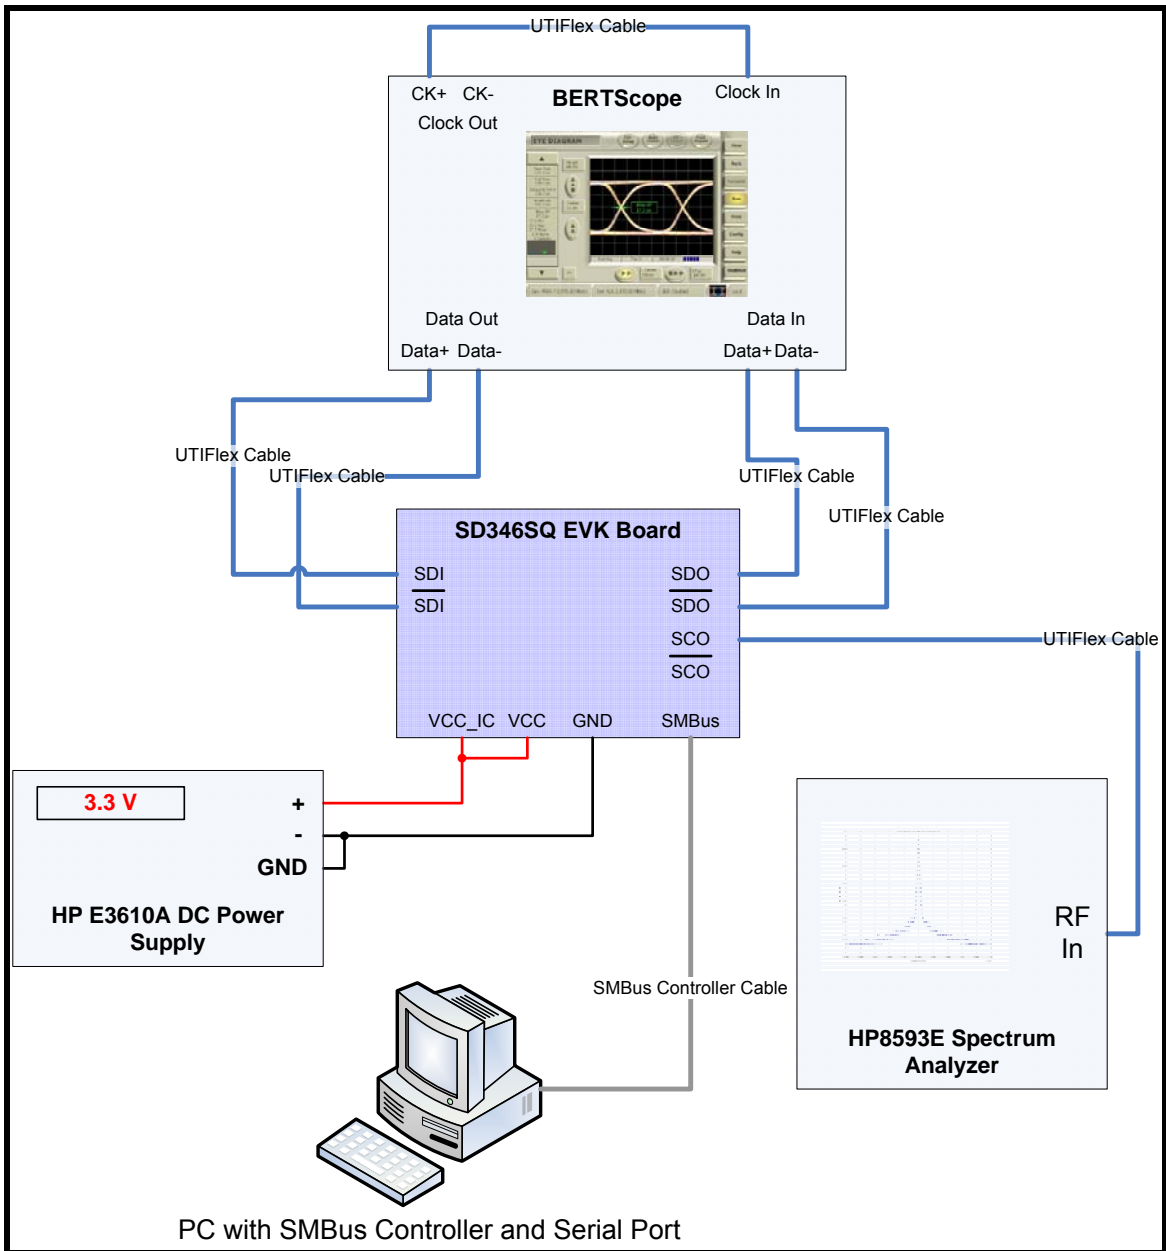 UTIFlex Cable
CK+ CK-
Clock Out
BERTScope
Clock In
EYE DIAGRAM
Data Out
Data In
Data+ Data-
Data+ Data-
UTIFlex Cable
UTIFlex Cable
UTIFlex Cable
UTIFlex Cable
SD346SQ EVK Board
SDI
SDI
SDO
SDO
SCO
SCO
UTIFlex Cable
VCC_IC VCC GND SMBus
3.3 V
+
-
GND
HP E3610A DC Power
Supply
RF
In
SMBus Controller Cable
HP8593E Spectrum
Analyzer
PC with SMBus Controller and Serial Port